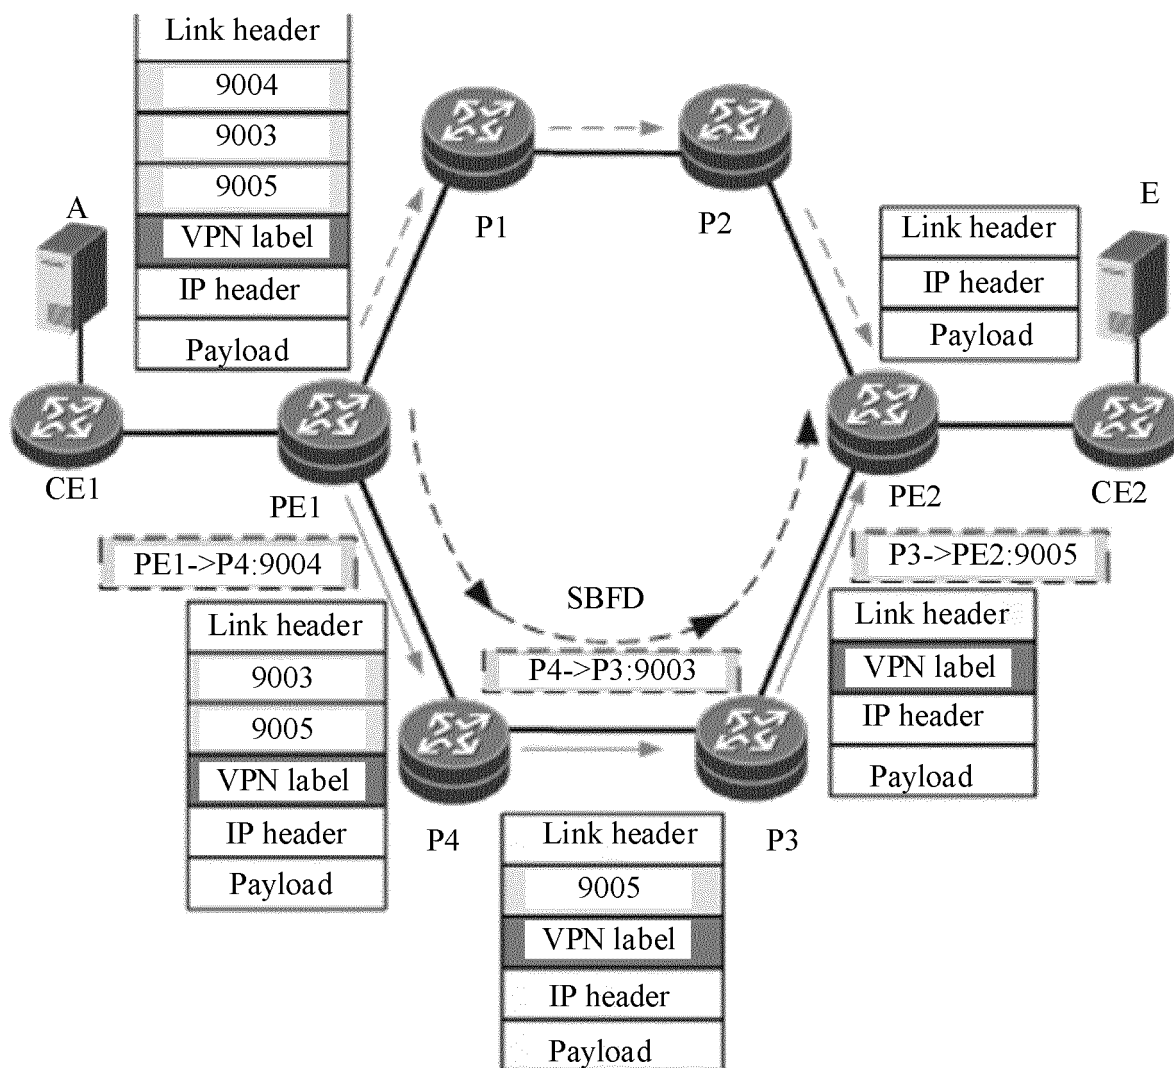 Link header
9004
9003
9005
VPN label
IP header
Payload
A
P1
P2
E
Link header
IP header
Payload
CE1
PE1
PE2
CE2
PE1->P4:9004
SBFD
P3->PE2:9005
Link header
9003
9005
VPN label
IP header
Payload
P4->P3:9003
Link header
VPN label
IP header
Payload
P4
P3
Link header
9005
VPN label
IP header
Payload